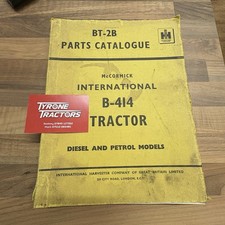 BT-2B
PARTS CATALOGUE
IH
McCORMICK
INTERNATIONAL
B-414
TRACTOR
TYRONE
TRACTORS
DIESEL AND PETROL MODELS
INTERNATIONAL HARVESTER COMPANY OF GREAT BRITAIN LIMITED